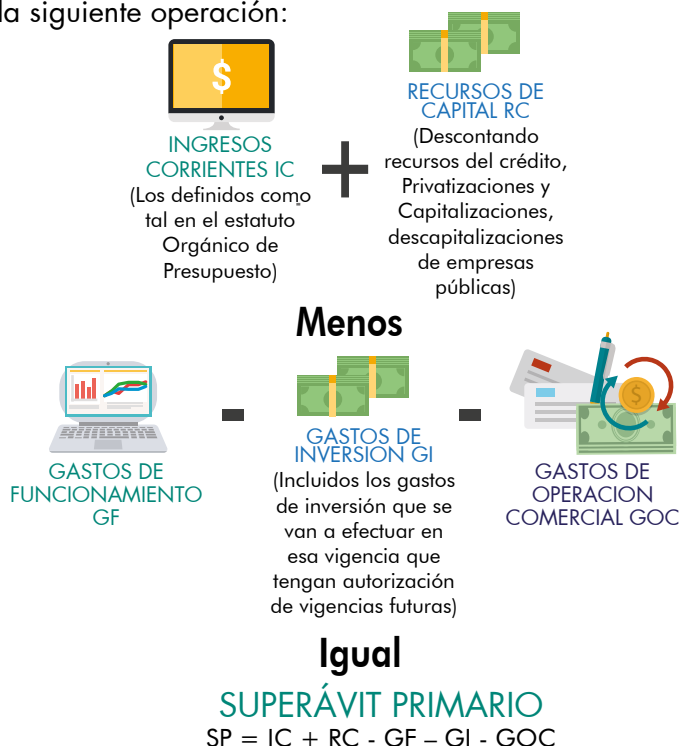 la siguiente operación:
$
INGRESOS
CORRIENTES IC
(Los definidos como
tal en el estatuto
Orgánico de
Presupuesto)
+
RECURSOS DE
CAPITAL RC
(Descontando
recursos del crédito,
Privatizaciones y
Capitalizaciones,
descapitalizaciones
de empresas
públicas)
Menos
GASTOS DE
FUNCIONAMIENTO
GF
-
GASTOS DE
INVERSION GI
(Incluidos los gastos
de inversión que se
van a efectuar en
esa vigencia que
tengan autorización
de vigencias futuras)
-
$
GASTOS DE
OPERACION
COMERCIAL GOC
Igual
SUPERÁVIT PRIMARIO
SP = IC + RC - GF – GI - GOC